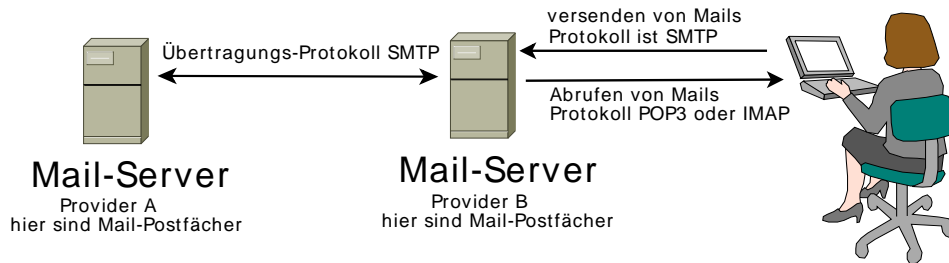 versenden von Mails
Protokoll ist SMTP
Übertragungs-Protokoll SMTP
Abrufen von Mails
Protokoll POP3 oder IMAP
Mail-Server
Provider A
hier sind Mail-Postfächer
Mail-Server
Provider B
hier sind Mail-Postfächer